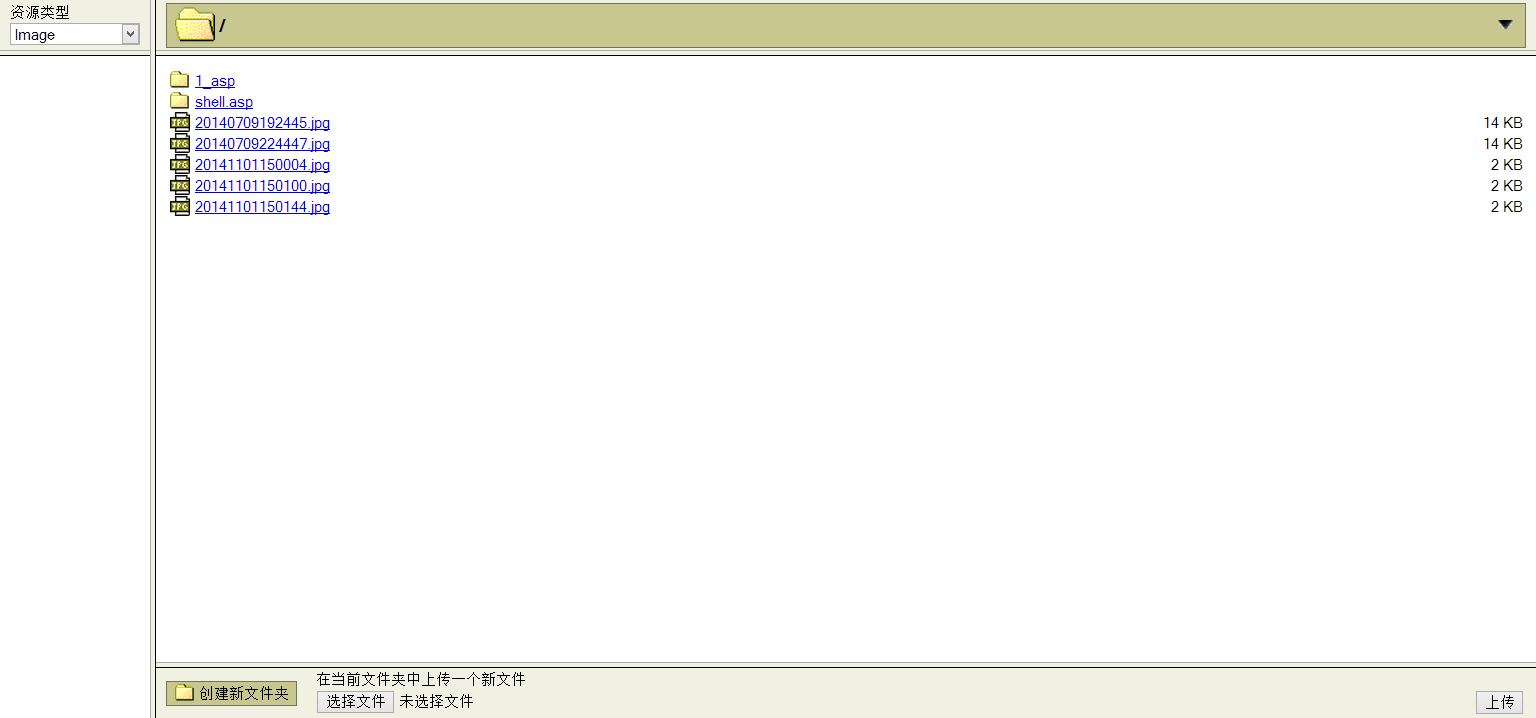 资源类型
Image
/
1_asp
shell.asp
20140709192445.jpg 14 KB
20140709224447.jpg 14 KB
20141101150004.jpg 2 KB
20141101150100.jpg 2 KB
20141101150144.jpg 2 KB
创建新文件夹
在当前文件夹中上传一个新文件
选择文件 未选择文件
上传